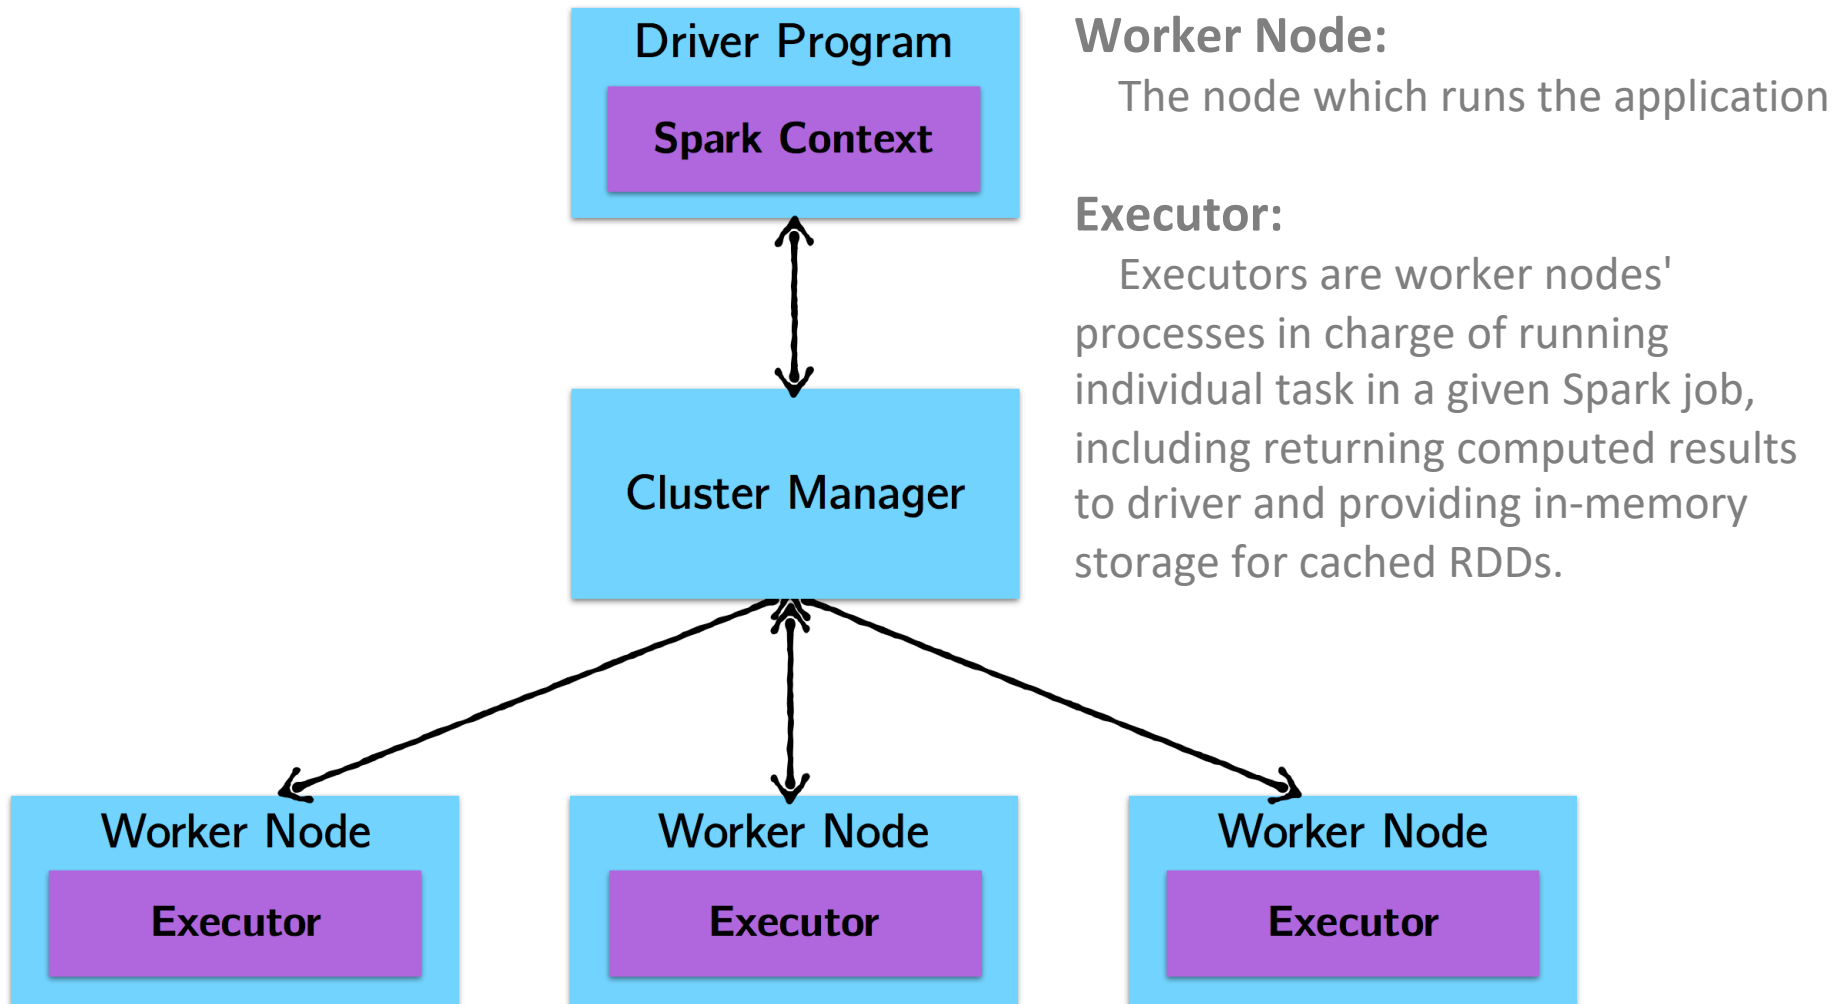 Driver Program
Spark Context
Cluster Manager
Worker Node
Executor
Worker Node
Executor
Worker Node
Executor
Worker Node:
The node which runs the application
Executor:
Executors are worker nodes'
processes in charge of running
individual task in a given Spark job,
including returning computed results
to driver and providing in-memory
storage for cached RDDs.